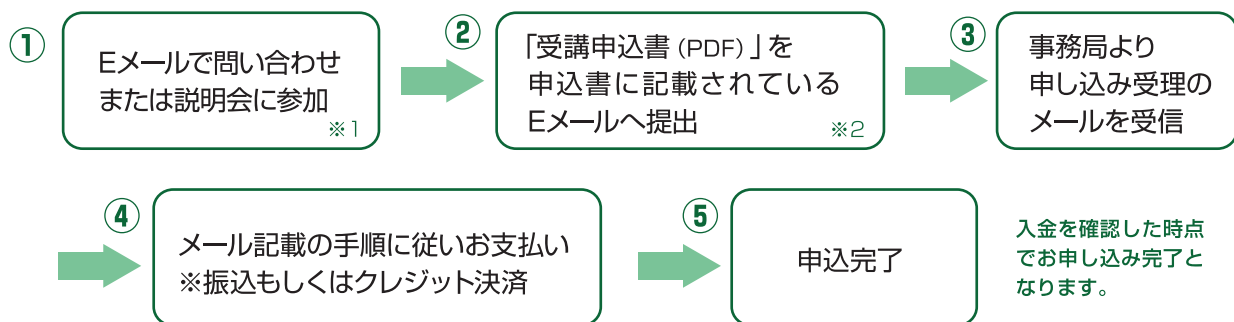 ①
Eメールで問い合わせ
または説明会に参加
※1
②
「受講申込書(PDF)」を
申込書に記載されている
Eメールへ提出
※2
③
事務局より
申し込み受理の
メールを受信
④
メール記載の手順に従いお支払い
※振込もしくはクレジット決済
⑤
申込完了
入金を確認した時点
でお申し込み完了と
なります。